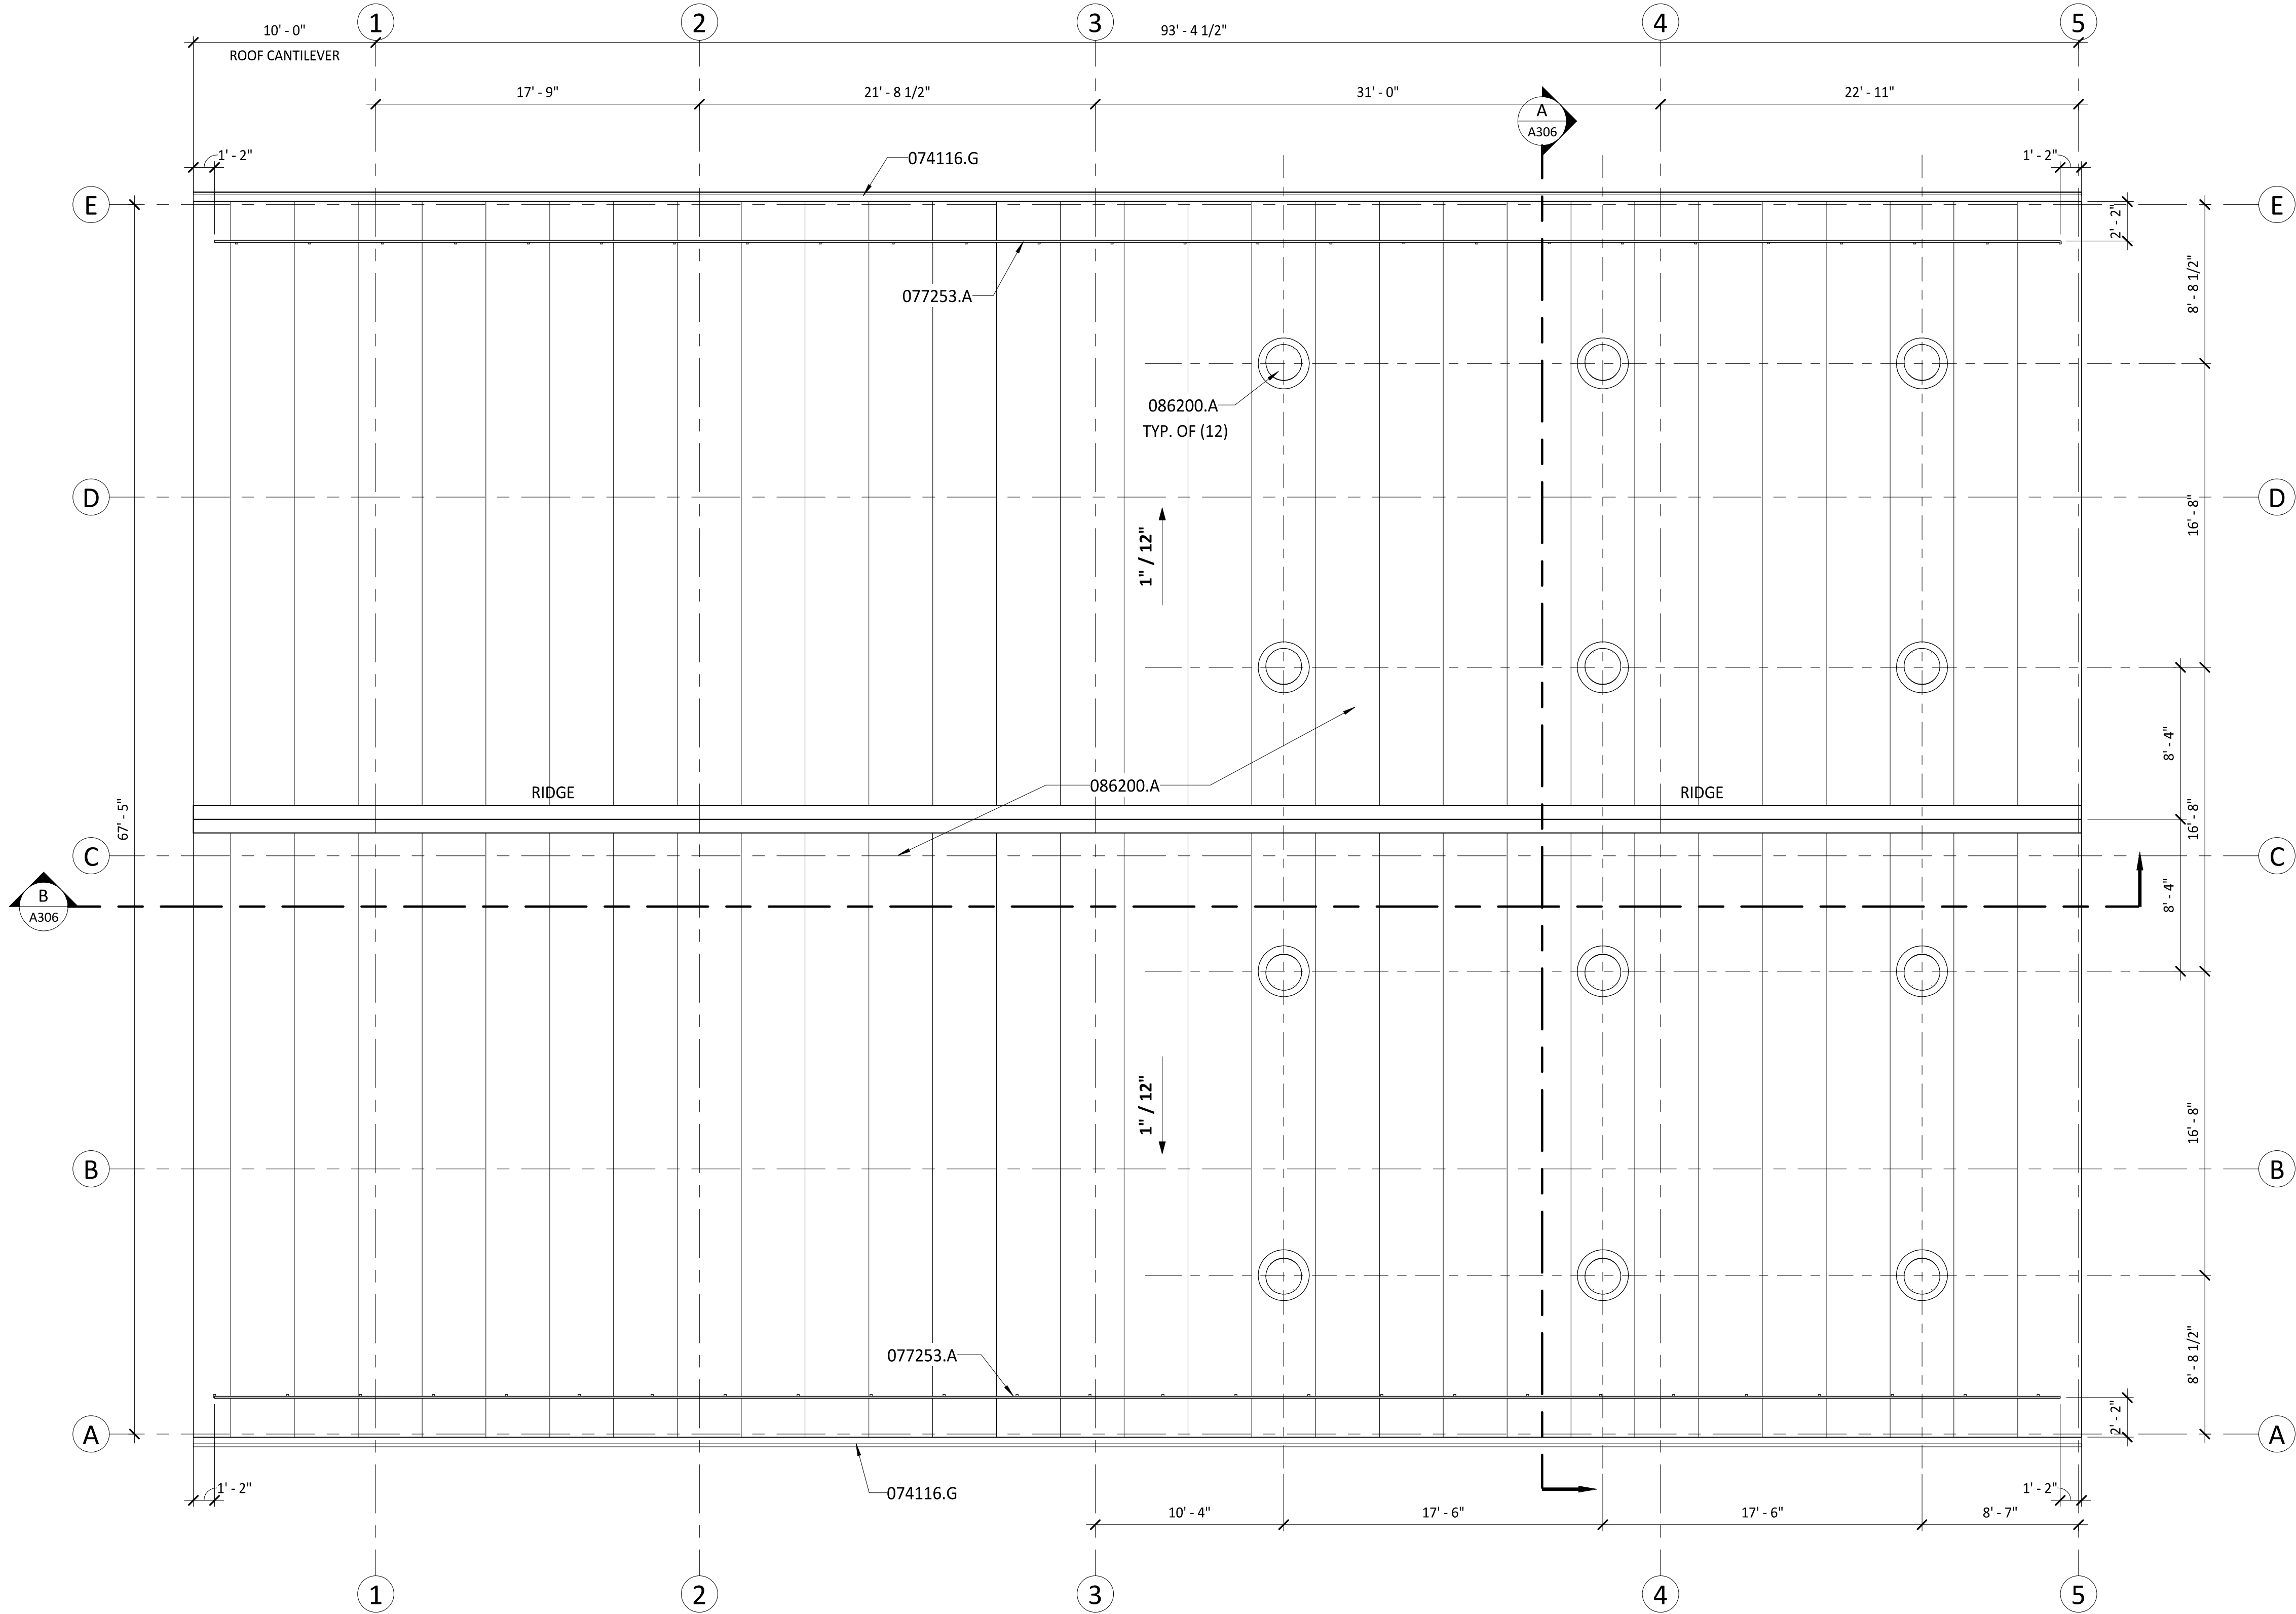 1
2
3
4
5
10' - 0"
93' - 4 1/2"
ROOF CANTILEVER
17' - 9"
21' - 8 1/2"
31' - 0"
22' - 11"
A
A306
1' - 2"
074116.G
1' - 2"
E
E
2' - 2"
8' - 8 1/2"
077253.A
086200.A
TYP. OF (12)
D
D
16' - 8"
1" / 12"
8' - 4"
086200.A
RIDGE
RIDGE
67' - 5"
16' - 8"
C
C
B
A306
8' - 4"
1" / 12"
16' - 8"
B
B
077253.A
8' - 8 1/2"
2' - 2"
A
A
1' - 2"
074116.G
1' - 2"
10' - 4"
17' - 6"
17' - 6"
8' - 7"
1
2
3
4
5